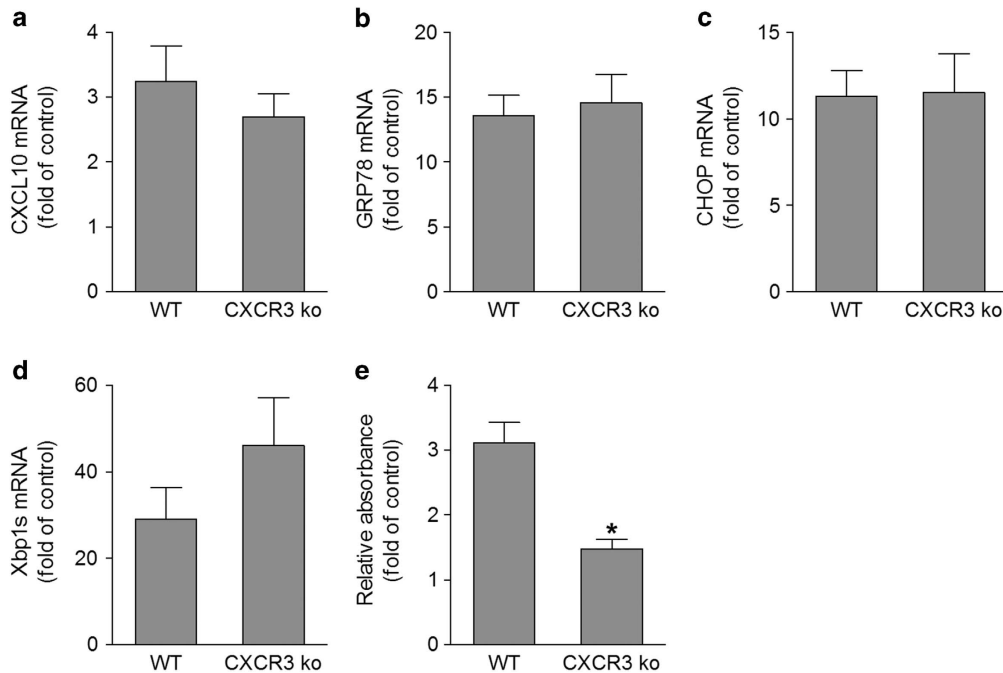 a
CXCL10 mRNA
(fold of control)
4
3
2
1
0
WT CXCR3 ko
b
GRP78 mRNA
(fold of control)
20
15
10
5
0
WT CXCR3 ko
c
CHOP mRNA
(fold of control)
15
10
5
0
WT CXCR3 ko
d
Xbp1s mRNA
(fold of control)
60
40
20
0
WT CXCR3 ko
e
Relative absorbance
(fold of control)
4
3
2
1
0
*
WT CXCR3 ko